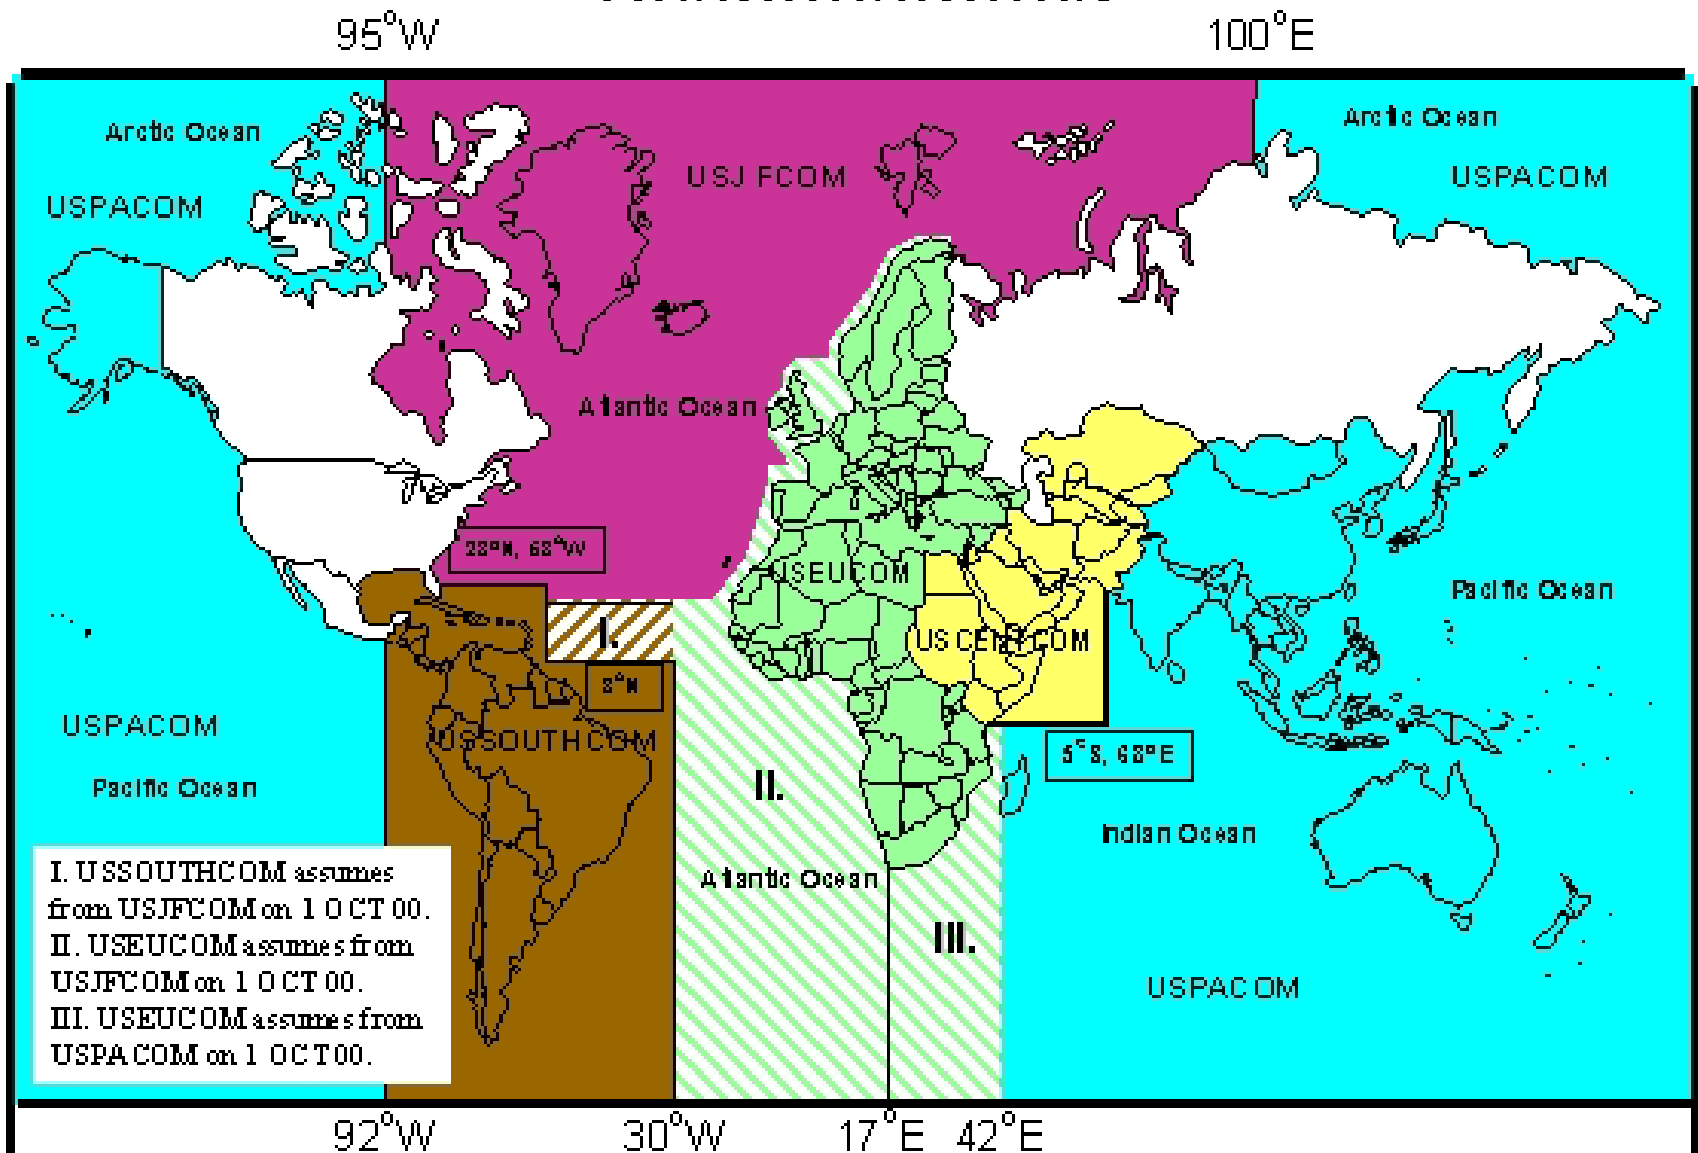 95°W
100°E
Arctic Ocean
USPACOM
USJFCOM
Arctic Ocean
USPACOM
Atlantic Ocean
28°N, 68°W
USEUCOM
Pacific Ocean
I.
USCENTCOM
8°N
USPACOM
USSOUTHCOM
5°S, 68°E
Pacific Ocean
II.
Indian Ocean
Atlantic Ocean
III.
USPACOM
I. USSOUTHCOM assumes
from USJFCOM on 1 OCT 00.
II. USEUCOM assumes from
USJFCOM on 1 OCT 00.
III. USEUCOM assumes from
USPACOM on 1 OCT 00.
92°W
30°W
17°E
42°E